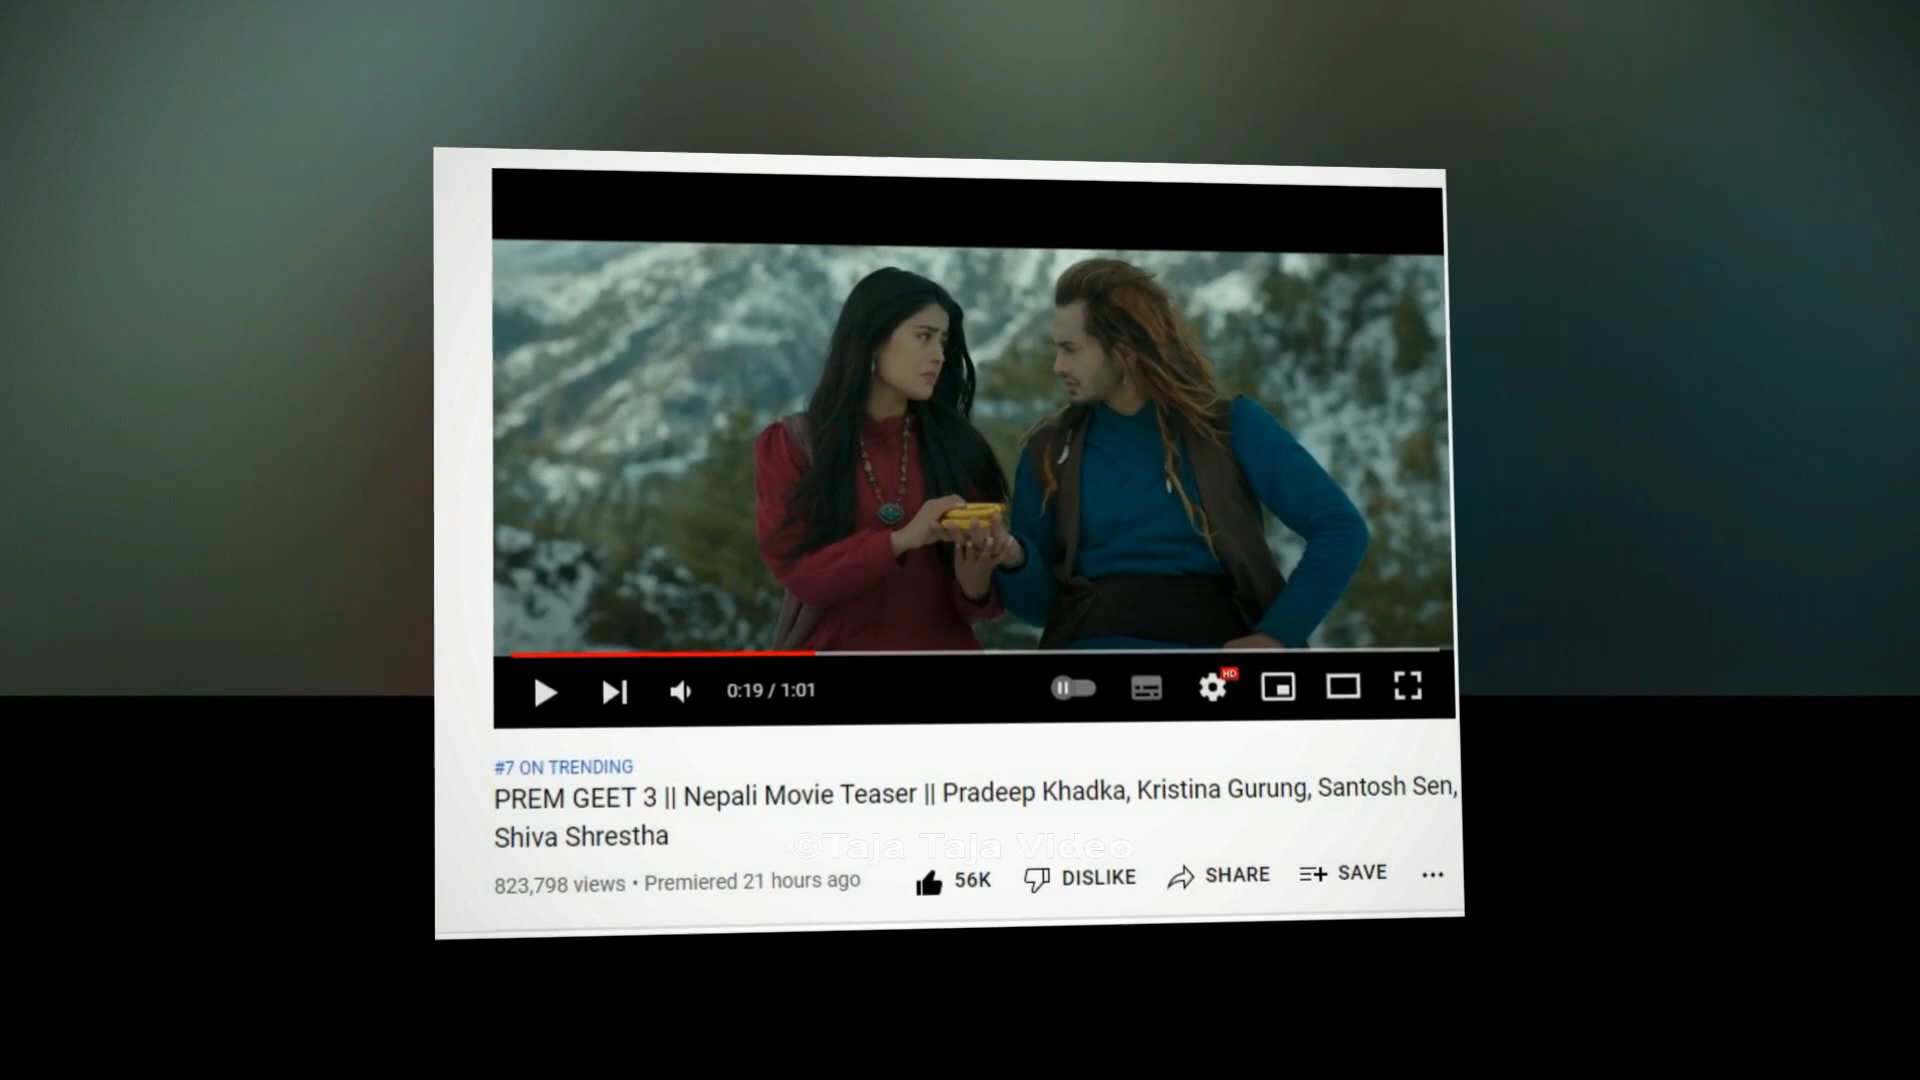 HD
0:19 / 1:01
#7 ON TRENDING
PREM GEET 3 || Nepali Movie Teaser || Pradeep Khadka, Kristina Gurung, Santosh Sen,
Shiva Shrestha
©Taja Taja Video
823,798 views • Premiered 21 hours ago 56K DISLIKE SHARE SAVE